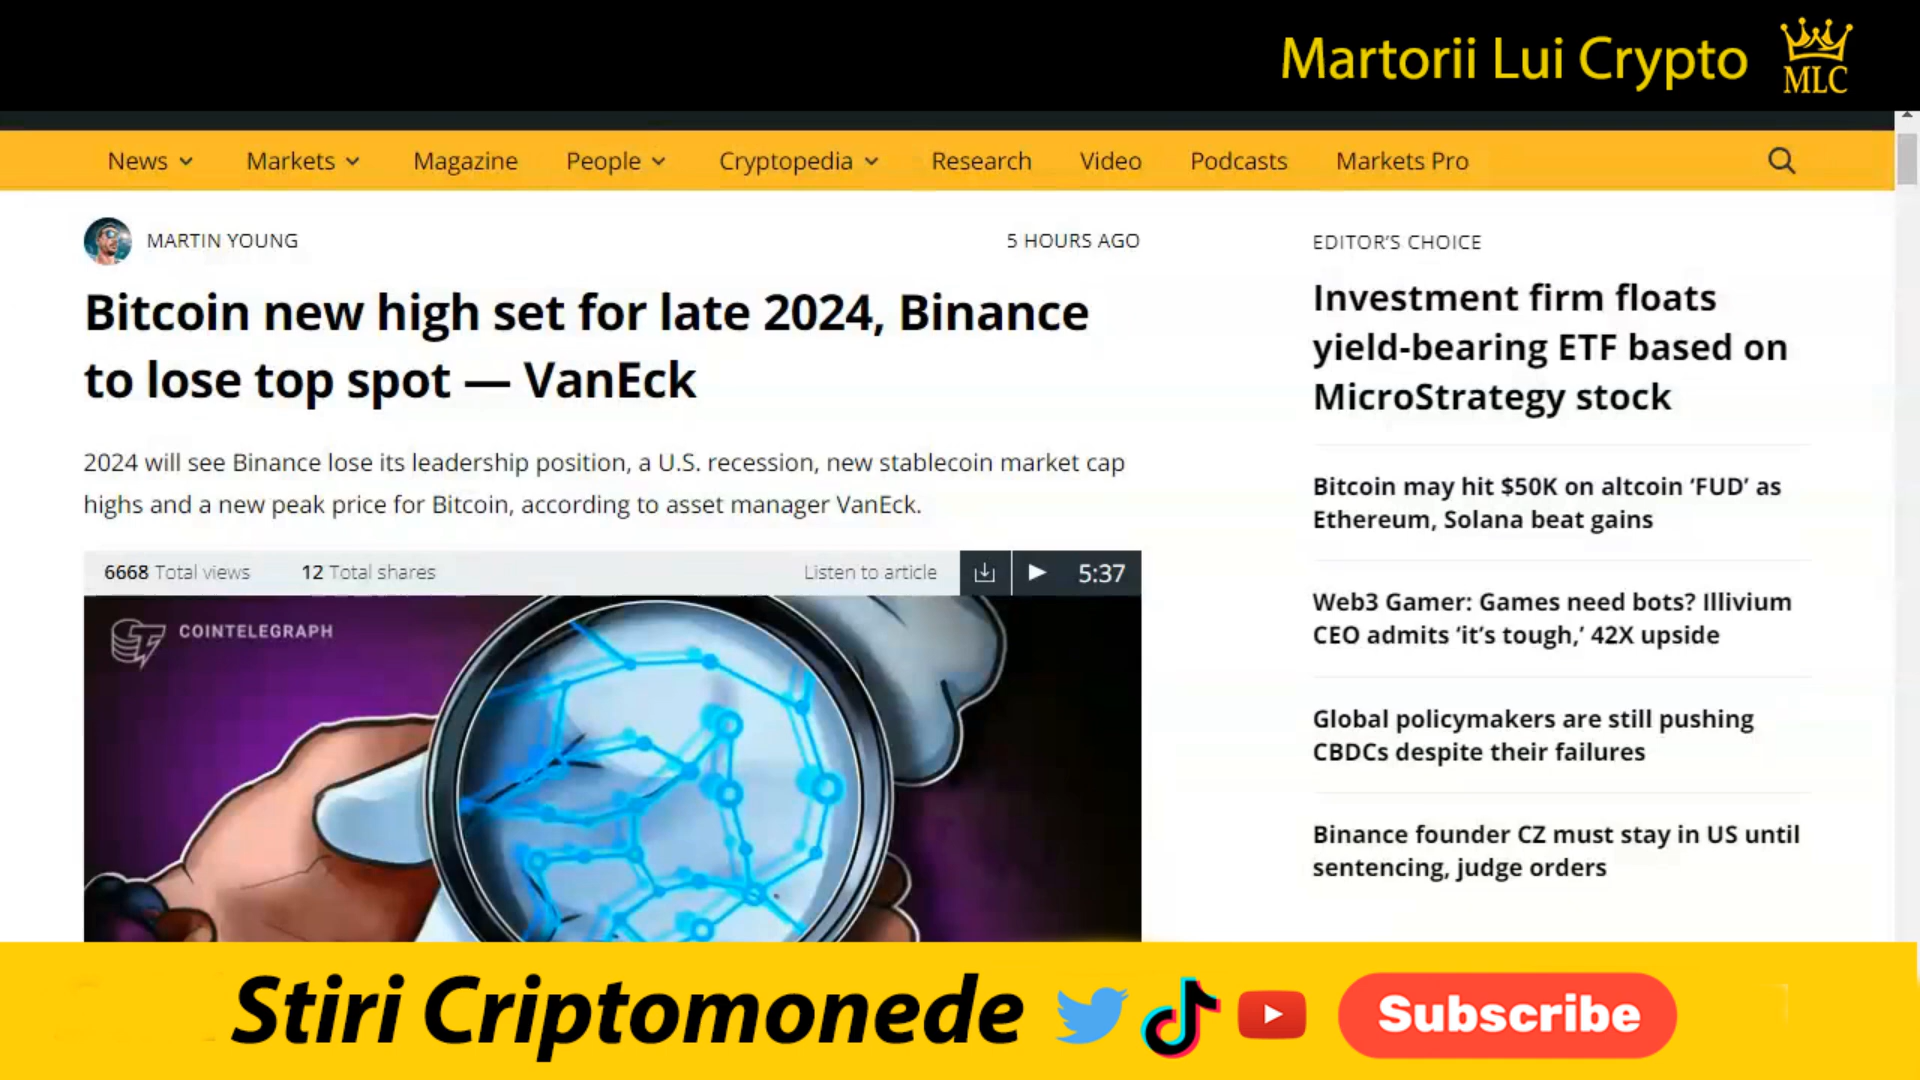 Martorii Lui Crypto
MLC
News Markets Magazine People Cryptopedia Research Video Podcasts Markets Pro
MARTIN YOUNG
5 HOURS AGO
Bitcoin new high set for late 2024, Binance
to lose top spot — VanEck
2024 will see Binance lose its leadership position, a U.S. recession, new stablecoin market cap
highs and a new peak price for Bitcoin, according to asset manager VanEck.
6668 Total views 12 Total shares Listen to article 5:37
COINTELEGRAPH
EDITOR'S CHOICE
Investment firm floats
yield-bearing ETF based on
MicroStrategy stock
Bitcoin may hit $50K on altcoin ‘FUD’ as
Ethereum, Solana beat gains
Web3 Gamer: Games need bots? Illivium
CEO admits ‘it’s tough,’ 42X upside
Global policymakers are still pushing
CBDCs despite their failures
Binance founder CZ must stay in US until
sentencing, judge orders
Stiri Criptomonede Subscribe